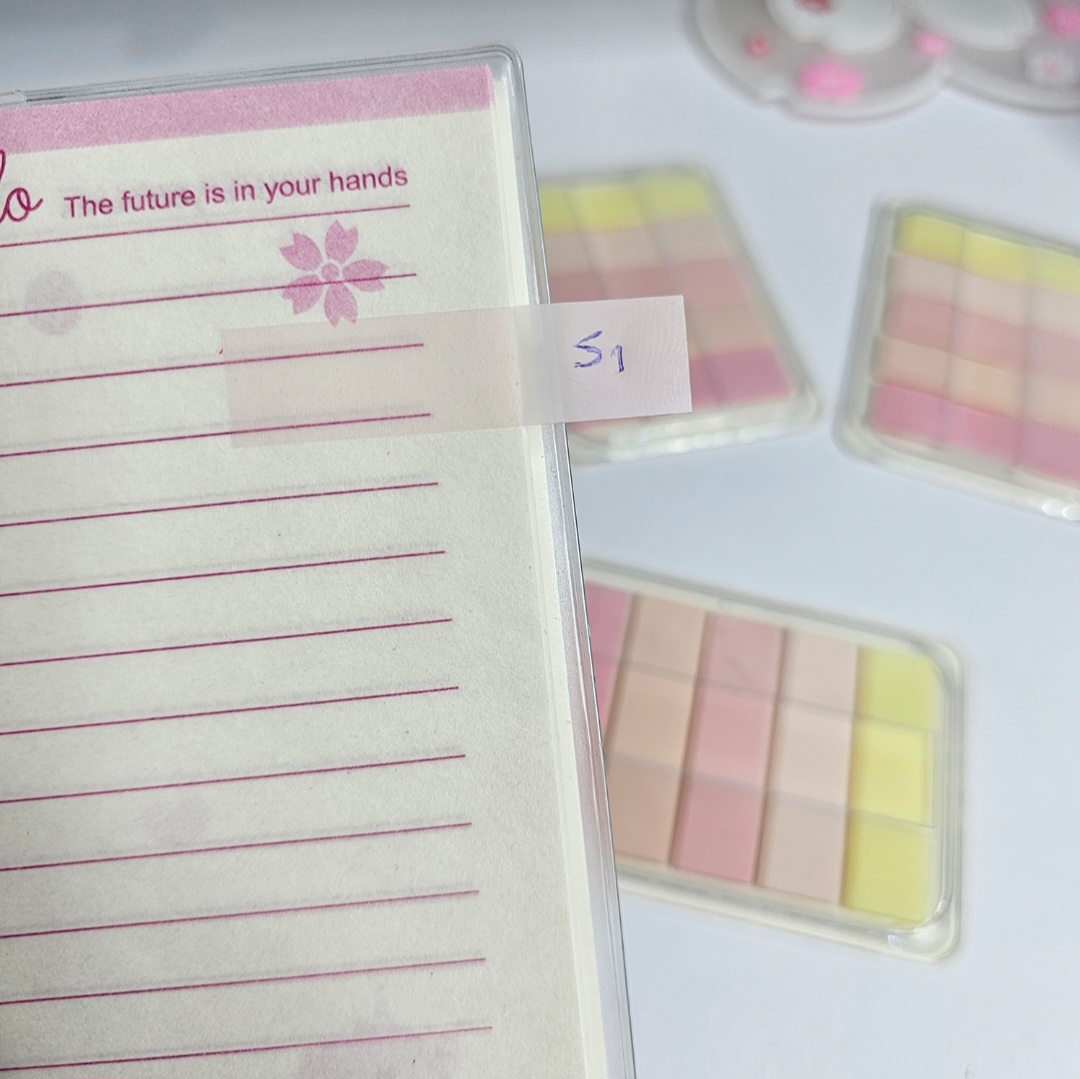 The future is in your hands
S1